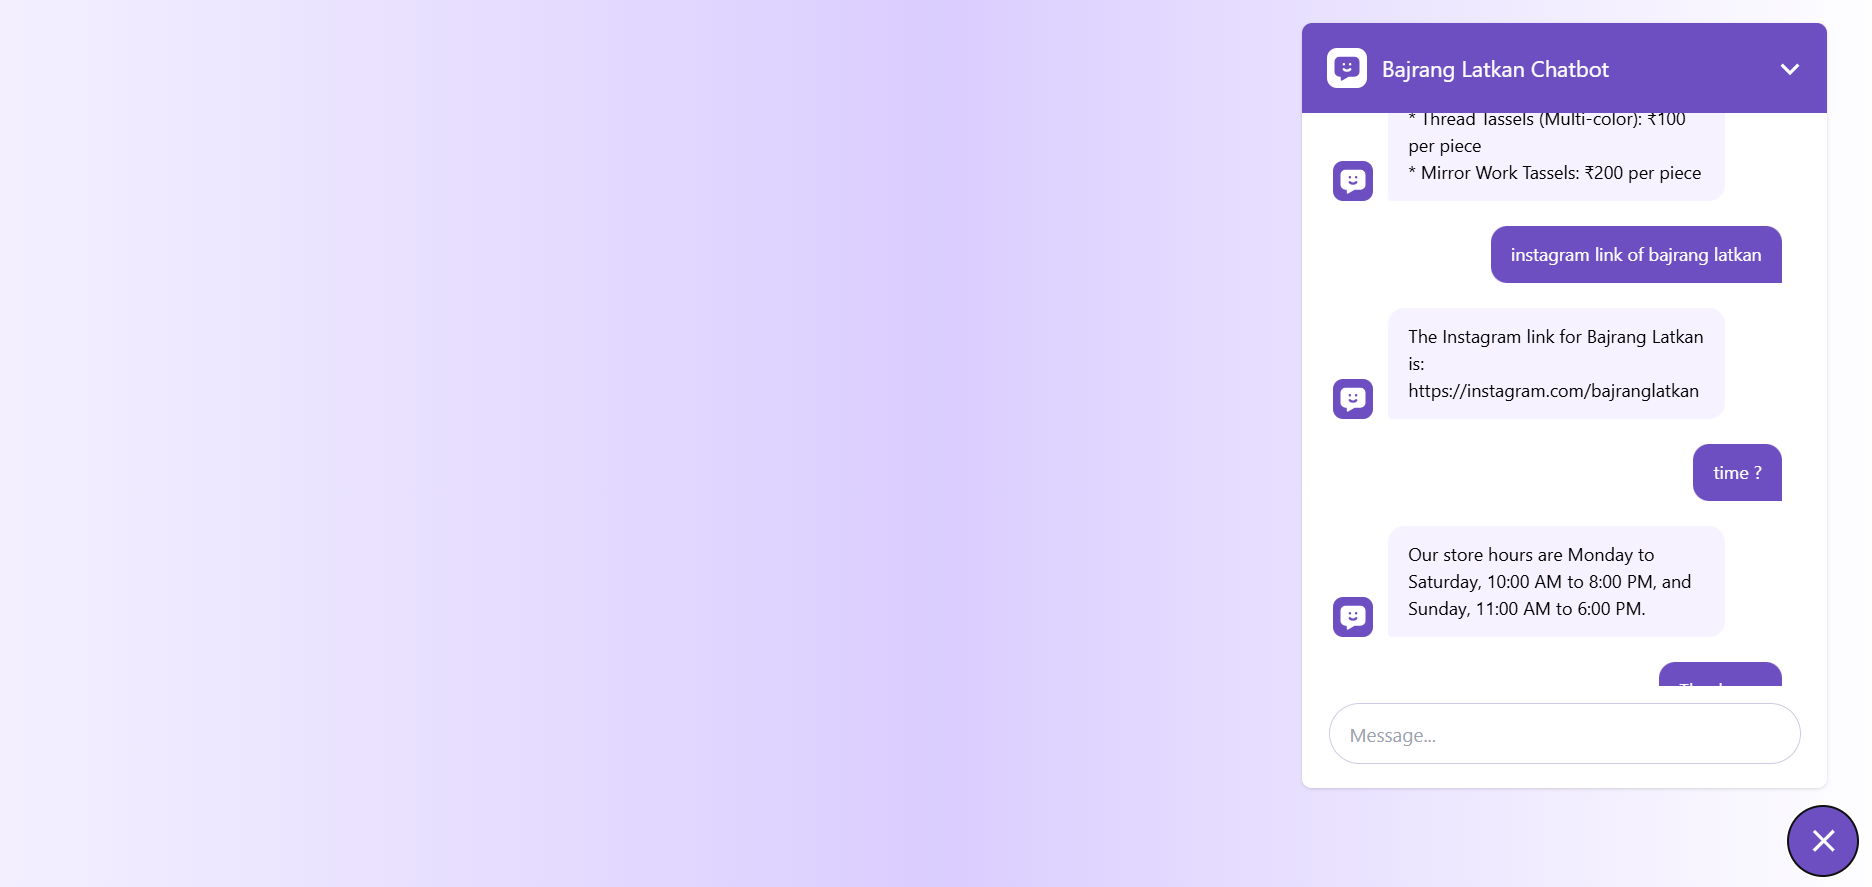 Bajrang Latkan Chatbot
* Thread Tassels (Multi-color): ₹100
per piece
* Mirror Work Tassels: ₹200 per piece
instagram link of bajrang latkan
The Instagram link for Bajrang Latkan
is:
https://instagram.com/bajranglatkan
time ?
Our store hours are Monday to
Saturday, 10:00 AM to 8:00 PM, and
Sunday, 11:00 AM to 6:00 PM.
Message...